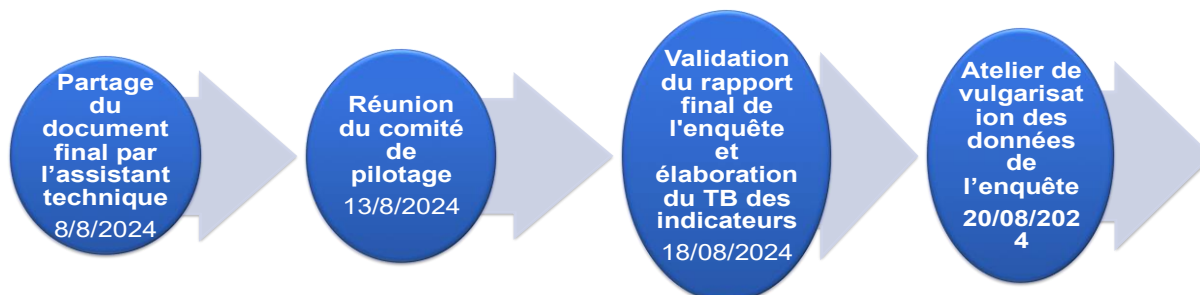 Partage
du
document
final par
l’assistant
technique
8/8/2024
Réunion
du comité
de
pilotage
13/8/2024
Validation
du rapport
final de
l'enquête
et
élaboration
du TB des
indicateurs
18/08/2024
Atelier de
vulgarisat
ion des
données
de
l’enquête
20/08/202
4